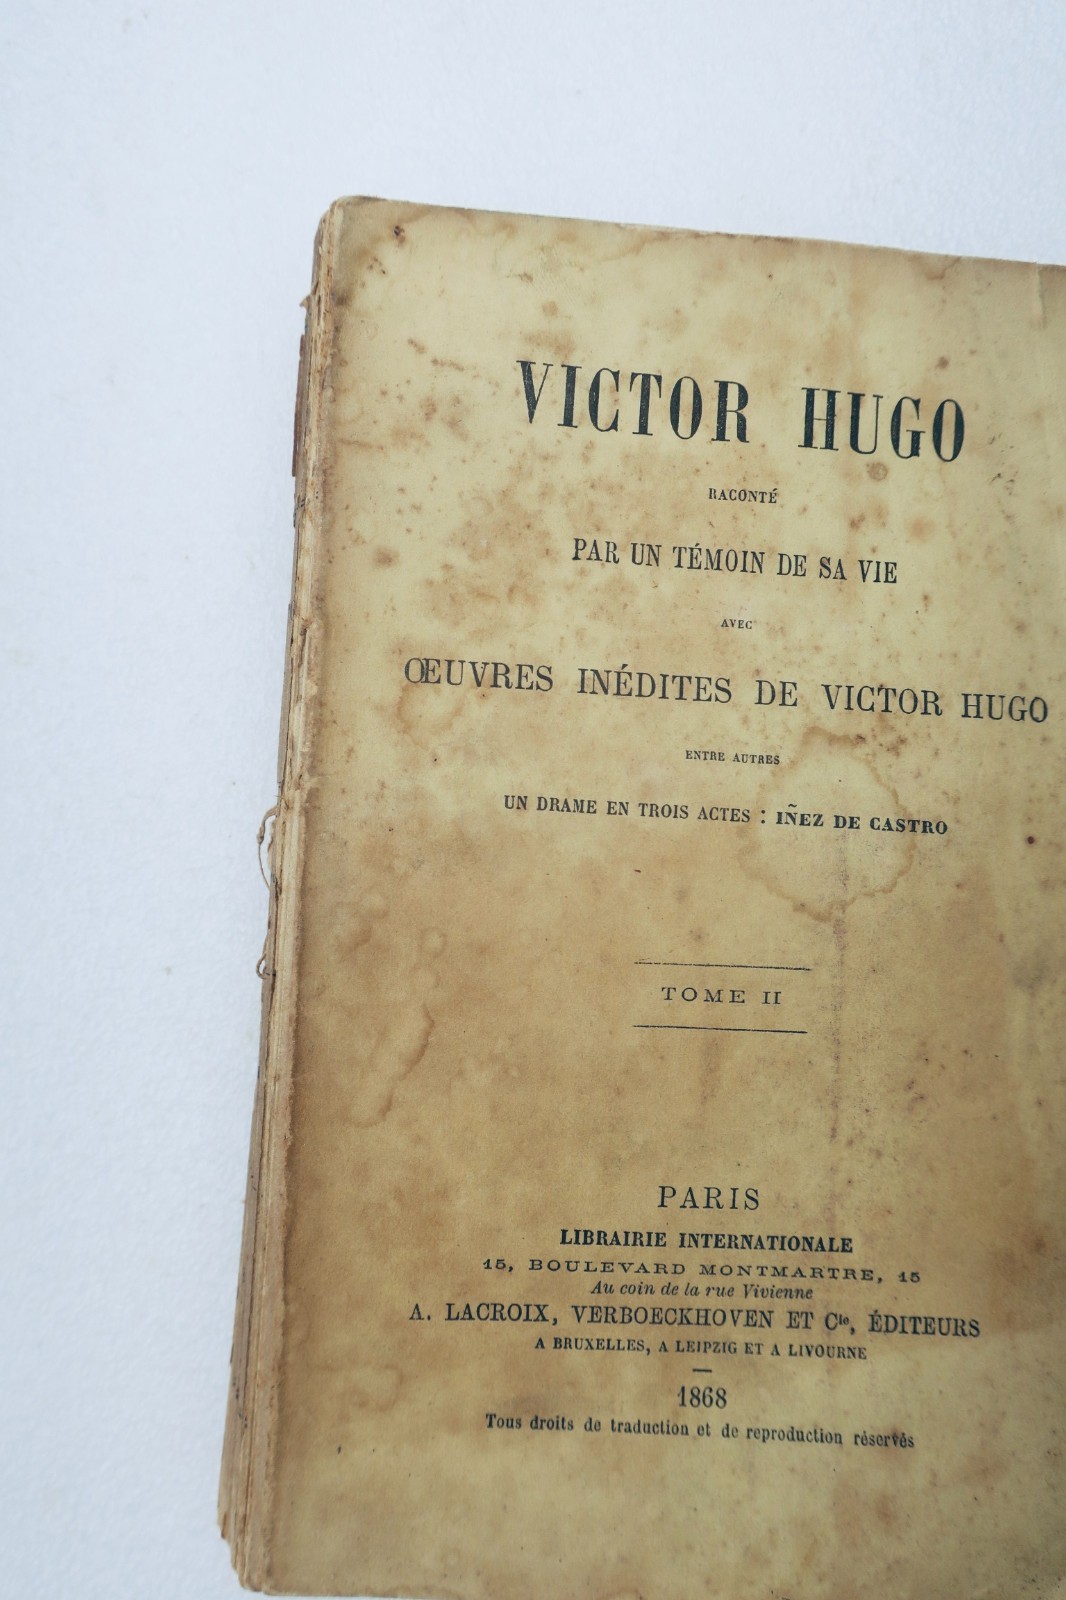 VICTOR HUGO
RACONTÉ
PAR UN TÉMOIN DE SA VIE
AVEC
ŒUVRES INÉDITES DE VICTOR HUGO
ENTRE AUTRES
UN DRAME EN TROIS ACTES : IÑEZ DE CASTRO
TOME II
PARIS
LIBRAIRIE INTERNATIONALE
15, BOULEVARD MONTMARTRE, 15
Au coin de la rue Vivienne
A. LACROIX, VERBOECKHOVEN ET Cie, ÉDITEURS
A BRUXELLES, A LEIPZIG ET A LIVOURNE
1868
Tous droits de traduction et de reproduction réservés